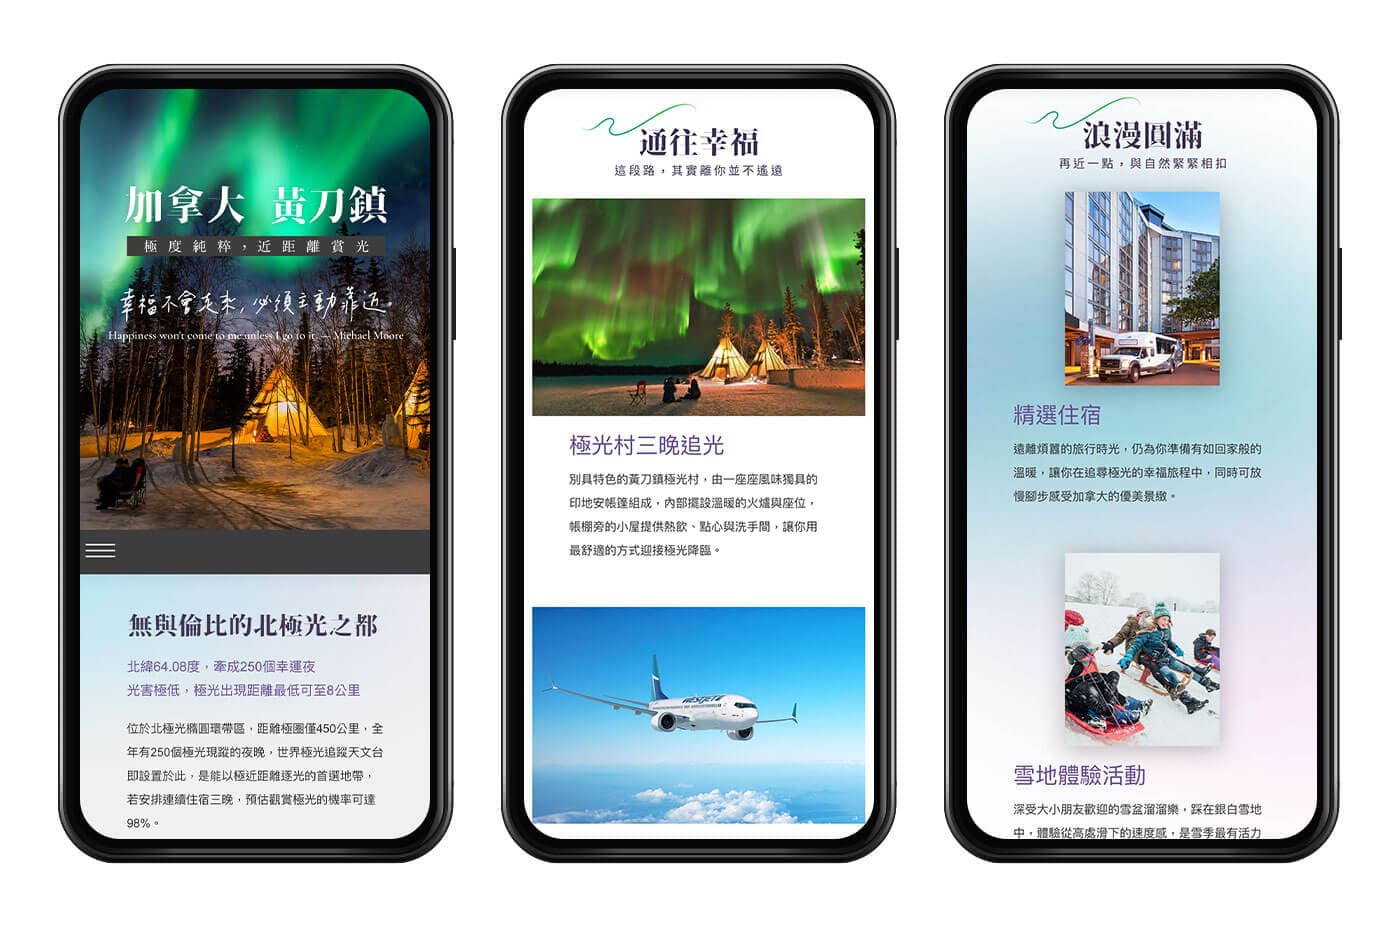 加拿大 黃刀鎮
極度純粹，近距離賞光
幸福不會走來，必須主動靠近。
Happiness won't come to me unless I go to it. — Michael Moore
無與倫比的北極光之都
北緯64.08度，牽成250個幸運夜
光害極低，極光出現距離最低可至8公里
位於北極光橢圓環帶區，距離極圈僅450公里，全
年有250個極光現蹤的夜晚，世界極光追蹤天文台
即設置於此，是能以極近距離逐光的首選地帶，
若安排連續住宿三晚，預估觀賞極光的機率可達
98%。
通往幸福
這段路，其實離你並不遙遠
極光村三晚追光
別具特色的黃刀鎮極光村，由一座座風味獨具的
印地安帳篷組成，內部擺設溫暖的火爐與座位，
帳棚旁的小屋提供熱飲、點心與洗手間，讓你用
最舒適的方式迎接極光降臨。
WESTJET
浪漫圓滿
再近一點，與自然緊緊相扣
精選住宿
遠離煩囂的旅行時光，仍為你準備有如回家般的
溫暖，讓你在追尋極光的幸福旅程中，同時可放
慢腳步感受加拿大的優美景緻。
雪地體驗活動
深受大小朋友歡迎的雪盆溜溜樂，踩在銀白雪地
中，體驗從高處滑下的速度感，是雪季最有活力